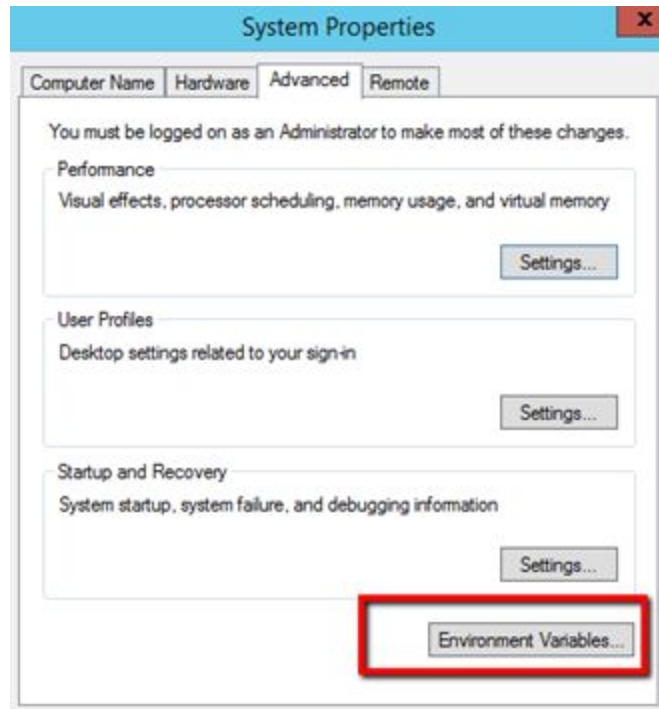 System Properties
x
Computer Name Hardware Advanced Remote
You must be logged on as an Administrator to make most of these changes.
Performance
Visual effects, processor scheduling, memory usage, and virtual memory
Settings...
User Profiles
Desktop settings related to your sign-in
Settings...
Startup and Recovery
System startup, system failure, and debugging information
Settings...
Environment Variables...